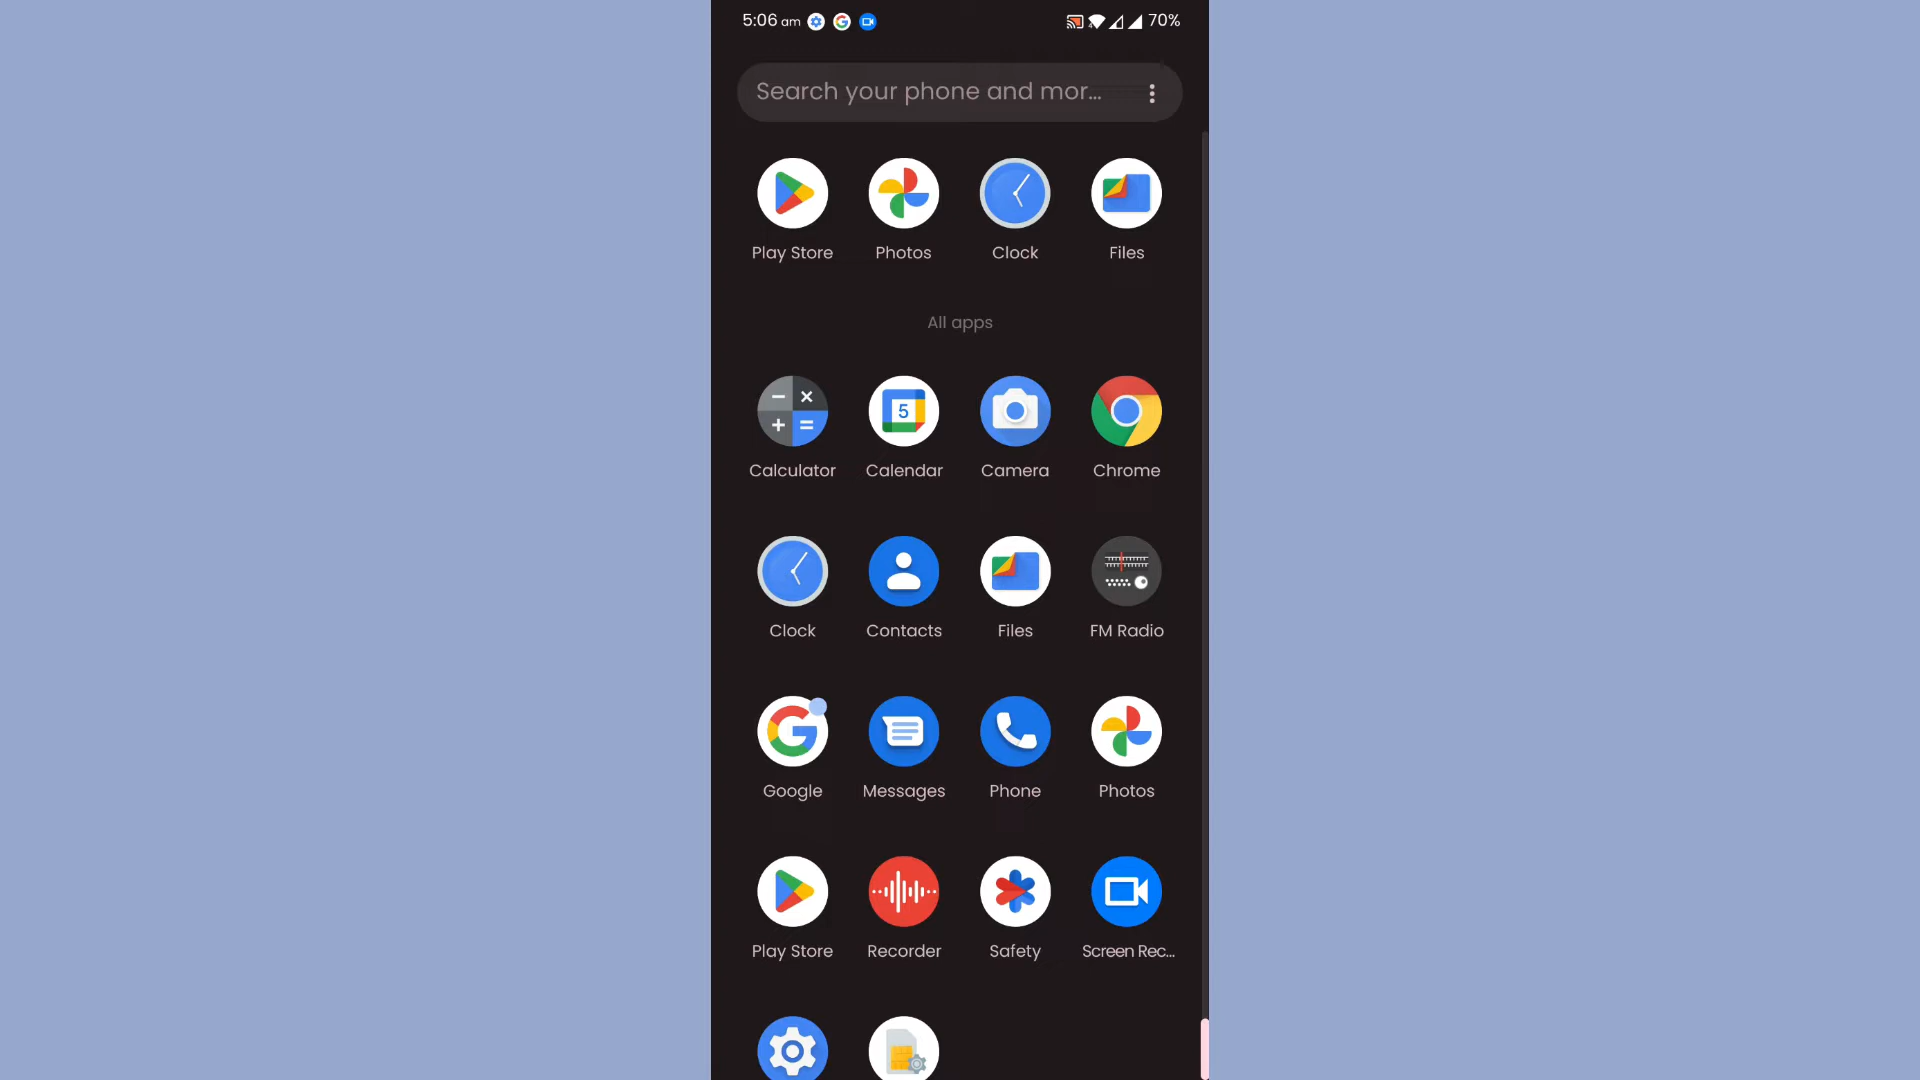 5:06 am 70%
Search your phone and mor...
Play Store Photos Clock Files
All apps
Calculator Calendar Camera Chrome
5
Clock Contacts Files FM Radio
Google Messages Phone Photos
Play Store Recorder Safety Screen Rec...